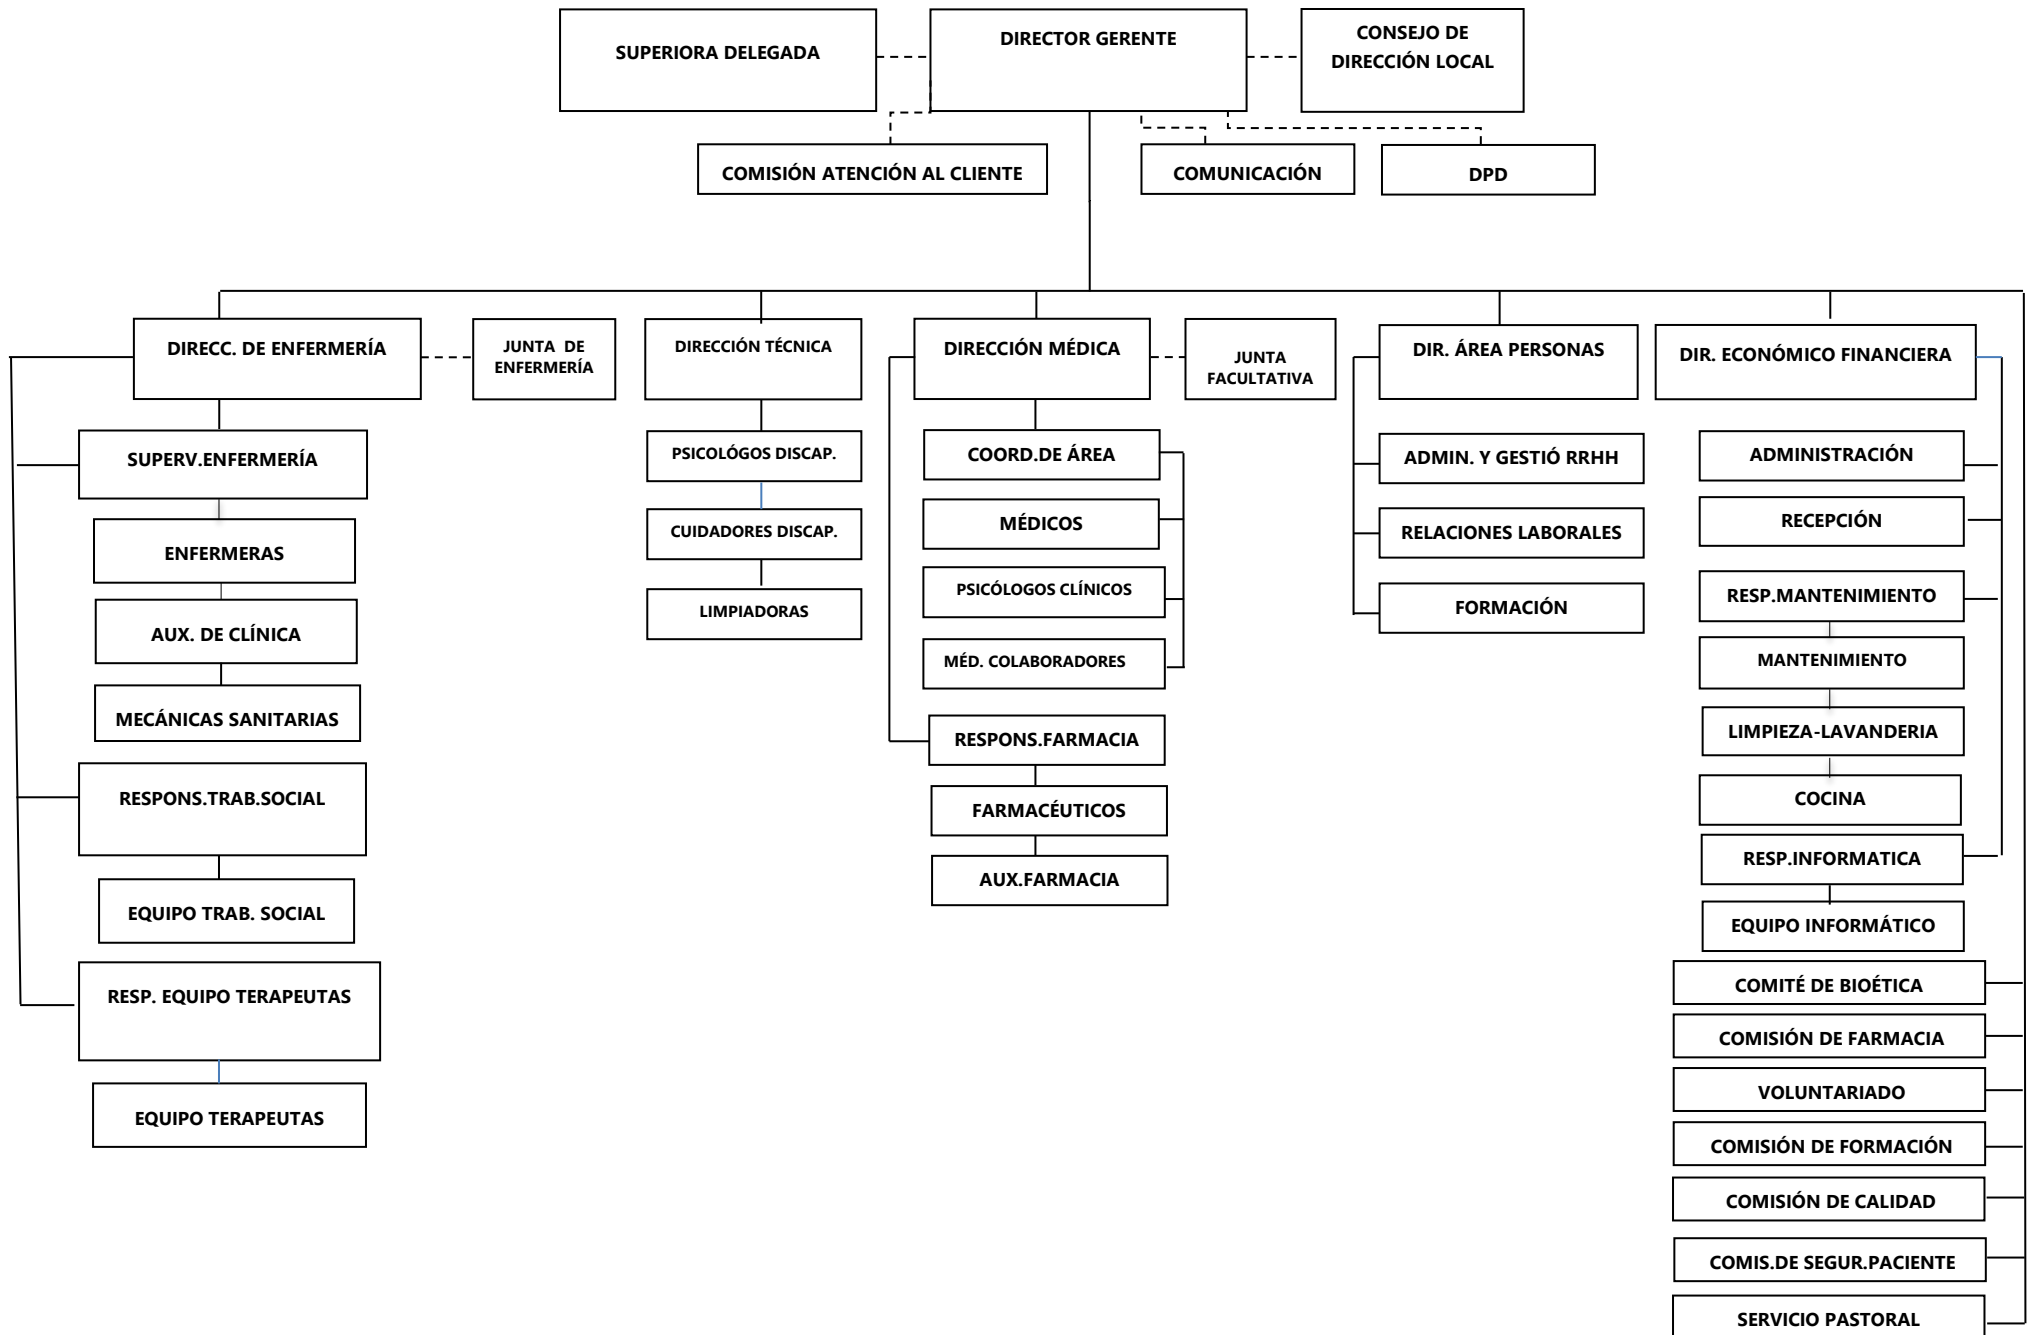 SUPERIORA DELEGADA
DIRECTOR GERENTE
CONSEJO DE
DIRECCIÓN LOCAL
COMISIÓN ATENCIÓN AL CLIENTE
COMUNICACIÓN
DPD
DIRECC. DE ENFERMERÍA
JUNTA DE
ENFERMERÍA
DIRECCIÓN TÉCNICA
DIRECCIÓN MÉDICA
JUNTA
FACULTATIVA
DIR. ÁREA PERSONAS
DIR. ECONÓMICO FINANCIERA
SUPERV.ENFERMERÍA
ENFERMERAS
AUX. DE CLÍNICA
MECÁNICAS SANITARIAS
RESPONS.TRAB.SOCIAL
EQUIPO TRAB. SOCIAL
RESP. EQUIPO TERAPEUTAS
EQUIPO TERAPEUTAS
PSICOLÓGOS DISCAP.
CUIDADORES DISCAP.
LIMPIADORAS
COORD.DE ÁREA
MÉDICOS
PSICÓLOGOS CLÍNICOS
MÉD. COLABORADORES
RESPONS.FARMACIA
FARMACÉUTICOS
AUX.FARMACIA
ADMIN. Y GESTIÓ RRHH
RELACIONES LABORALES
FORMACIÓN
ADMINISTRACIÓN
RECEPCIÓN
RESP.MANTENIMIENTO
MANTENIMIENTO
LIMPIEZA-LAVANDERIA
COCINA
RESP.INFORMATICA
EQUIPO INFORMÁTICO
COMITÉ DE BIOÉTICA
COMISIÓN DE FARMACIA
VOLUNTARIADO
COMISIÓN DE FORMACIÓN
COMISIÓN DE CALIDAD
COMIS.DE SEGUR.PACIENTE
SERVICIO PASTORAL